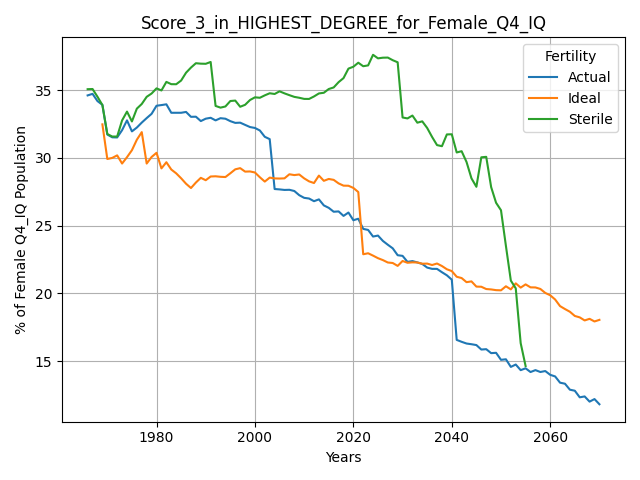 Score_3_in_HIGHEST_DEGREE_for_Female_Q4_IQ
Fertility
Actual
Ideal
Sterile
% of Female Q4_IQ Population
35
30
25
20
15
1980
2000
2020
2040
2060
Years